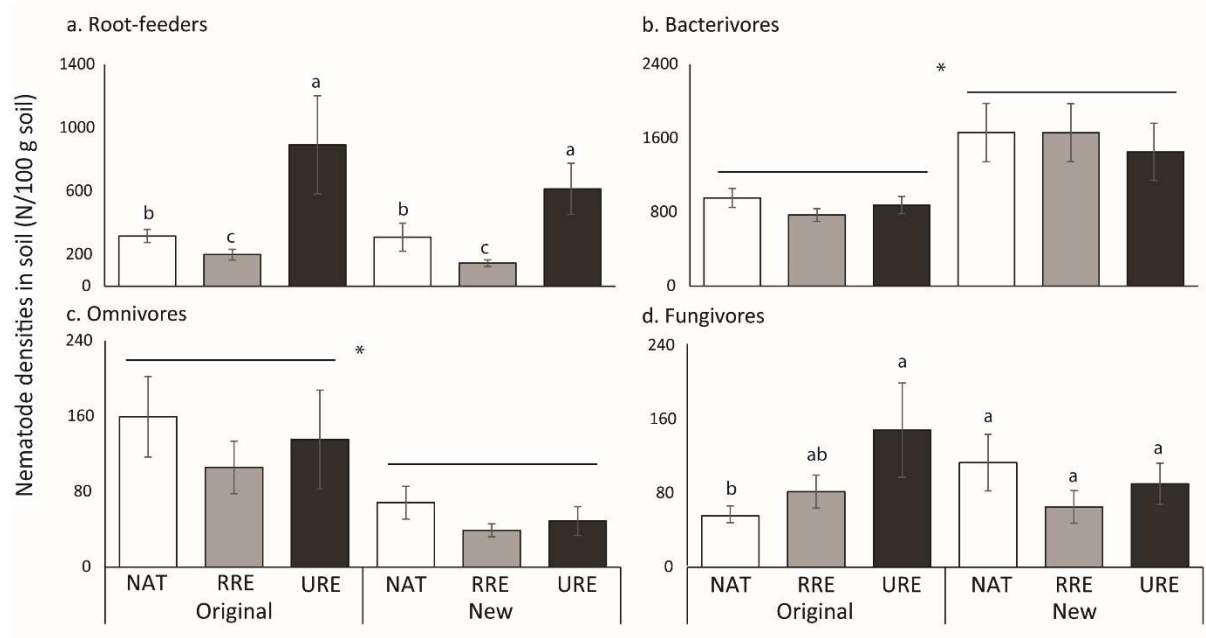 a. Root-feeders
b. Bacterivores
Nematode densities in soil (N/100 g soil)
1400
1000
600
200
0
b
c
a
b
c
a
2400
1600
800
0
*
c. Omnivores
d. Fungivores
240
160
80
0
*
240
160
80
0
b
ab
a
a
a
a
NAT RRE URE NAT RRE URE
Original New
NAT RRE URE NAT RRE URE
Original New